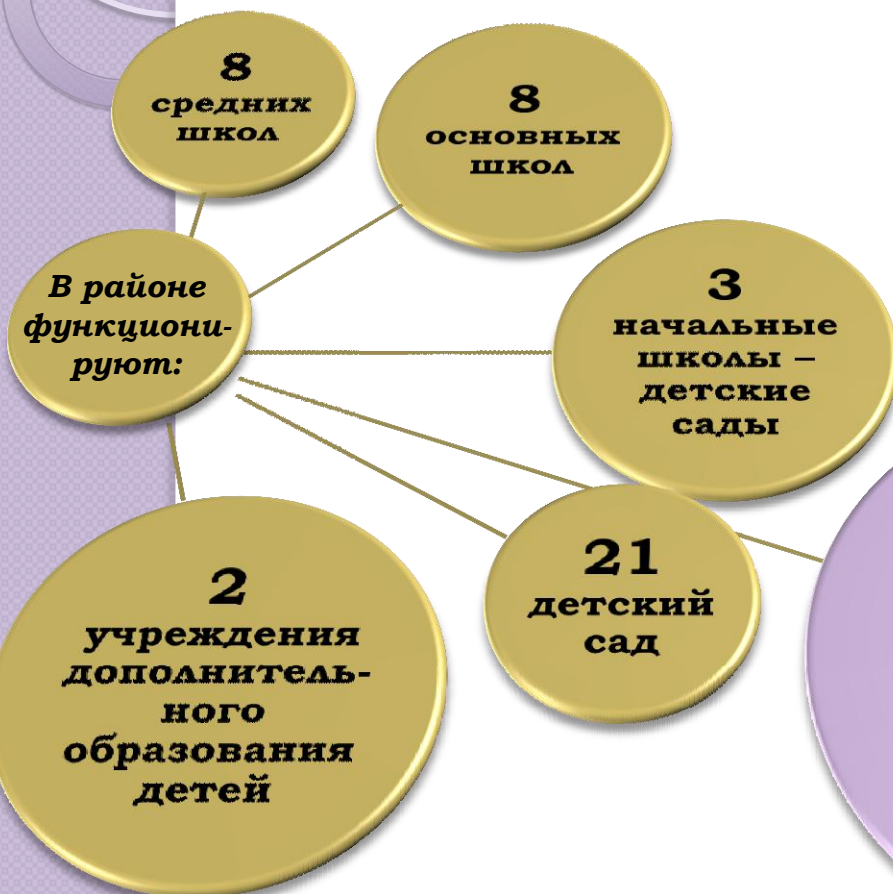 8
средних
школ
8
основных
школ
В районе
функциони-
руют:
3
начальные
школы –
детские
сады
21
детский
сад
2
учреждения
дополнитель-
ного
образования
детей